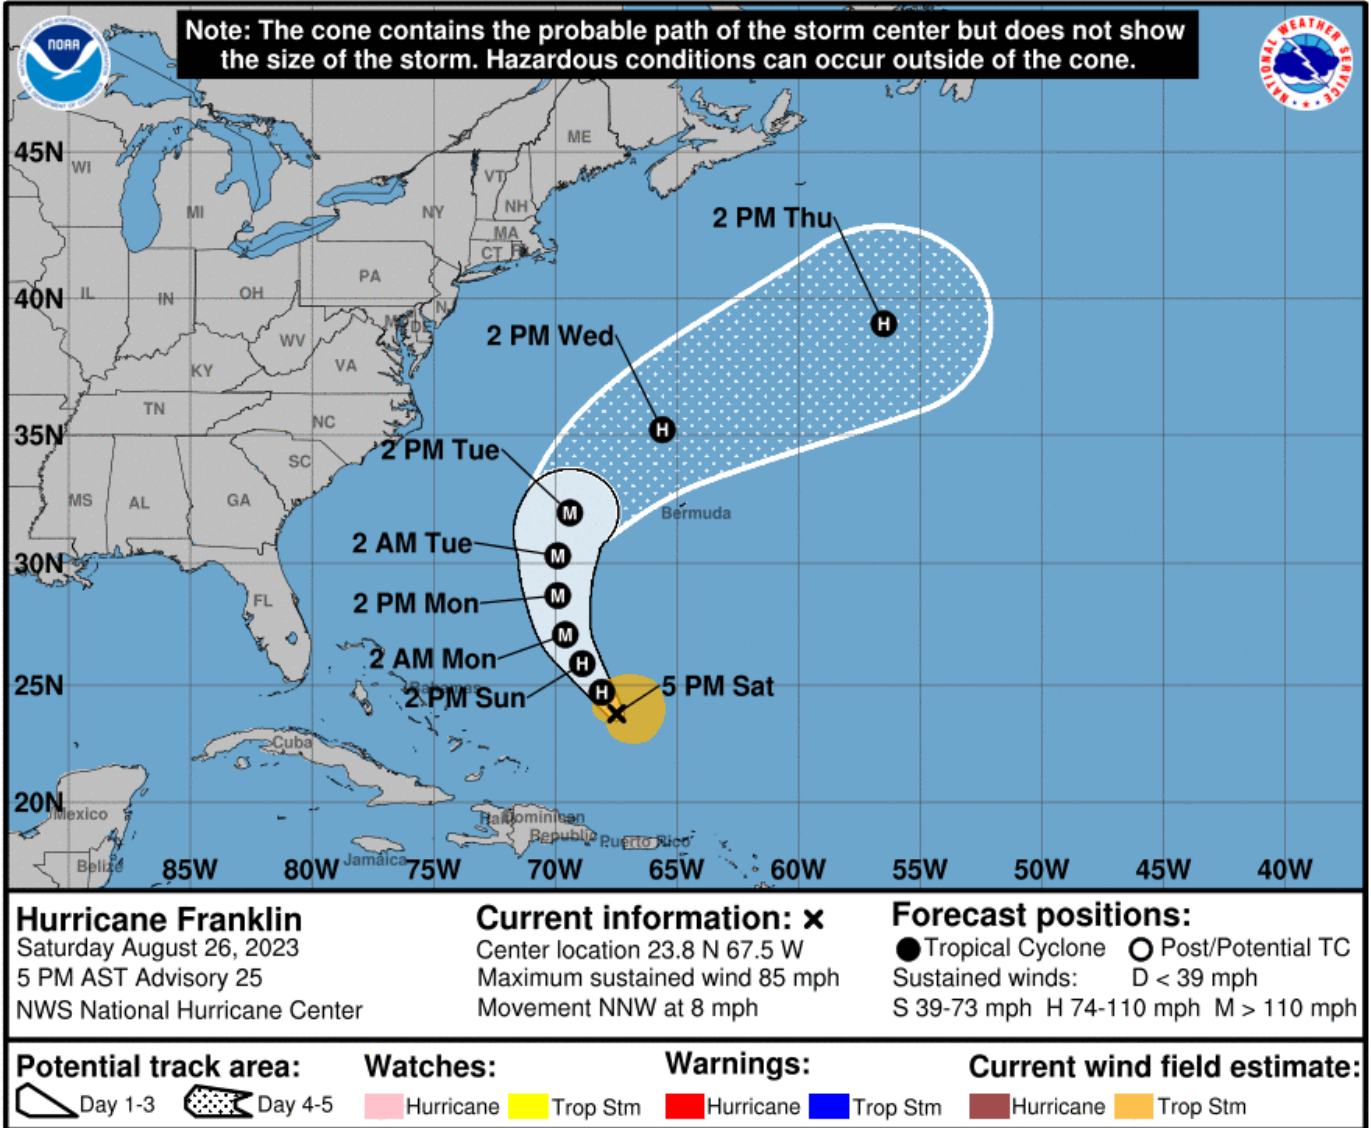 Note: The cone contains the probable path of the storm center but does not show
the size of the storm. Hazardous conditions can occur outside of the cone.
NOAA
NATIONAL WEATHER SERVICE
ME
45N
WI
VT
MI
NY
NH
2 PM Thu
MA
CT
PA
40N
IL
IN
OH
NJ
DE
WV
2 PM Wed
VA
KY
TN
NC
35N
2 PM Tue
SC
MS
AL
GA
Bermuda
2 AM Tue
30N
FL
2 PM Mon
2 AM Mon
25N
Bahamas
2 PM Sun
5 PM Sat
H
H
M
M
M
M
H
H
Cuba
20N
Mexico
Haiti
Dominican
Republic
Puerto Rico
Jamaica
Belize
85W
80W
75W
70W
65W
60W
55W
50W
45W
40W
Hurricane Franklin
Saturday August 26, 2023
5 PM AST Advisory 25
NWS National Hurricane Center
Current information: x
Center location 23.8 N 67.5 W
Maximum sustained wind 85 mph
Movement NNW at 8 mph
Forecast positions:
Tropical Cyclone
Post/Potential TC
Sustained winds:
D < 39 mph
S 39-73 mph H 74-110 mph M > 110 mph
Potential track area:
Day 1-3
Day 4-5
Watches:
Hurricane
Trop Stm
Warnings:
Hurricane
Trop Stm
Current wind field estimate:
Hurricane
Trop Stm